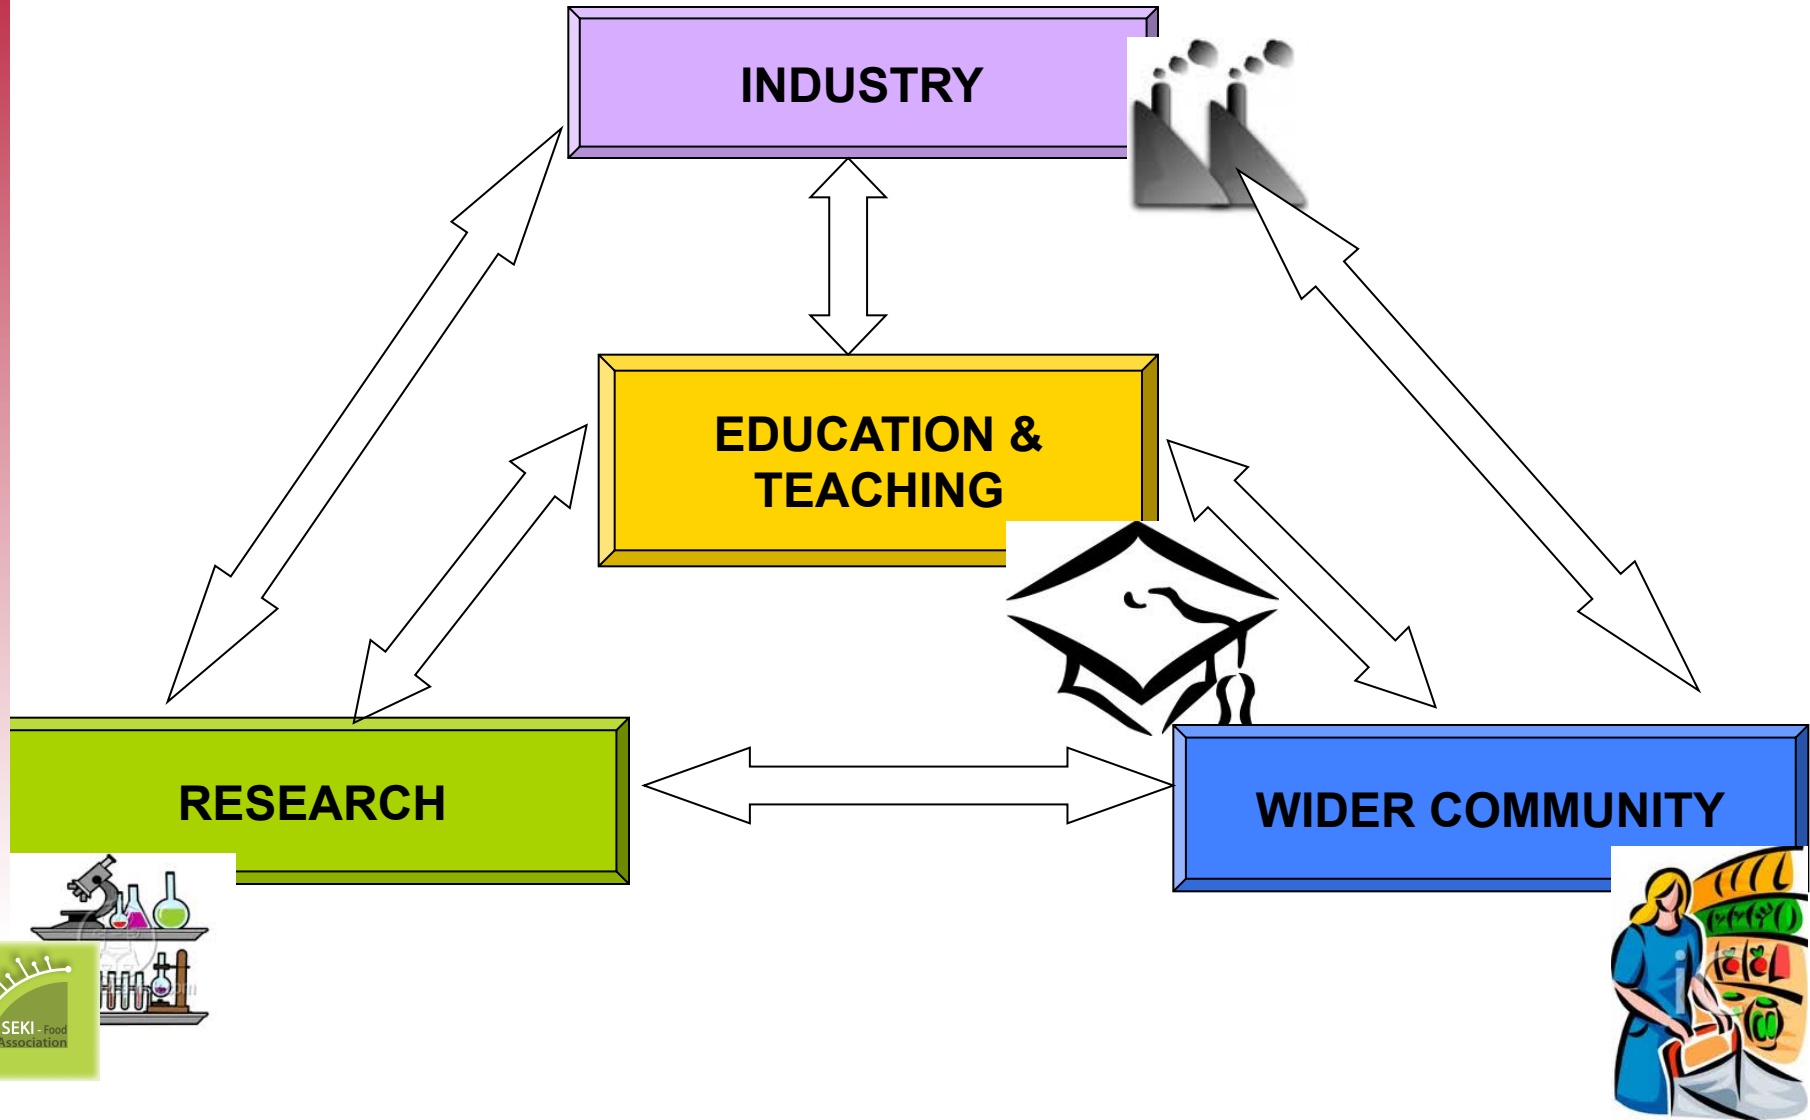 INDUSTRY
EDUCATION &
TEACHING
RESEARCH
WIDER COMMUNITY
SEKI - Food
Association